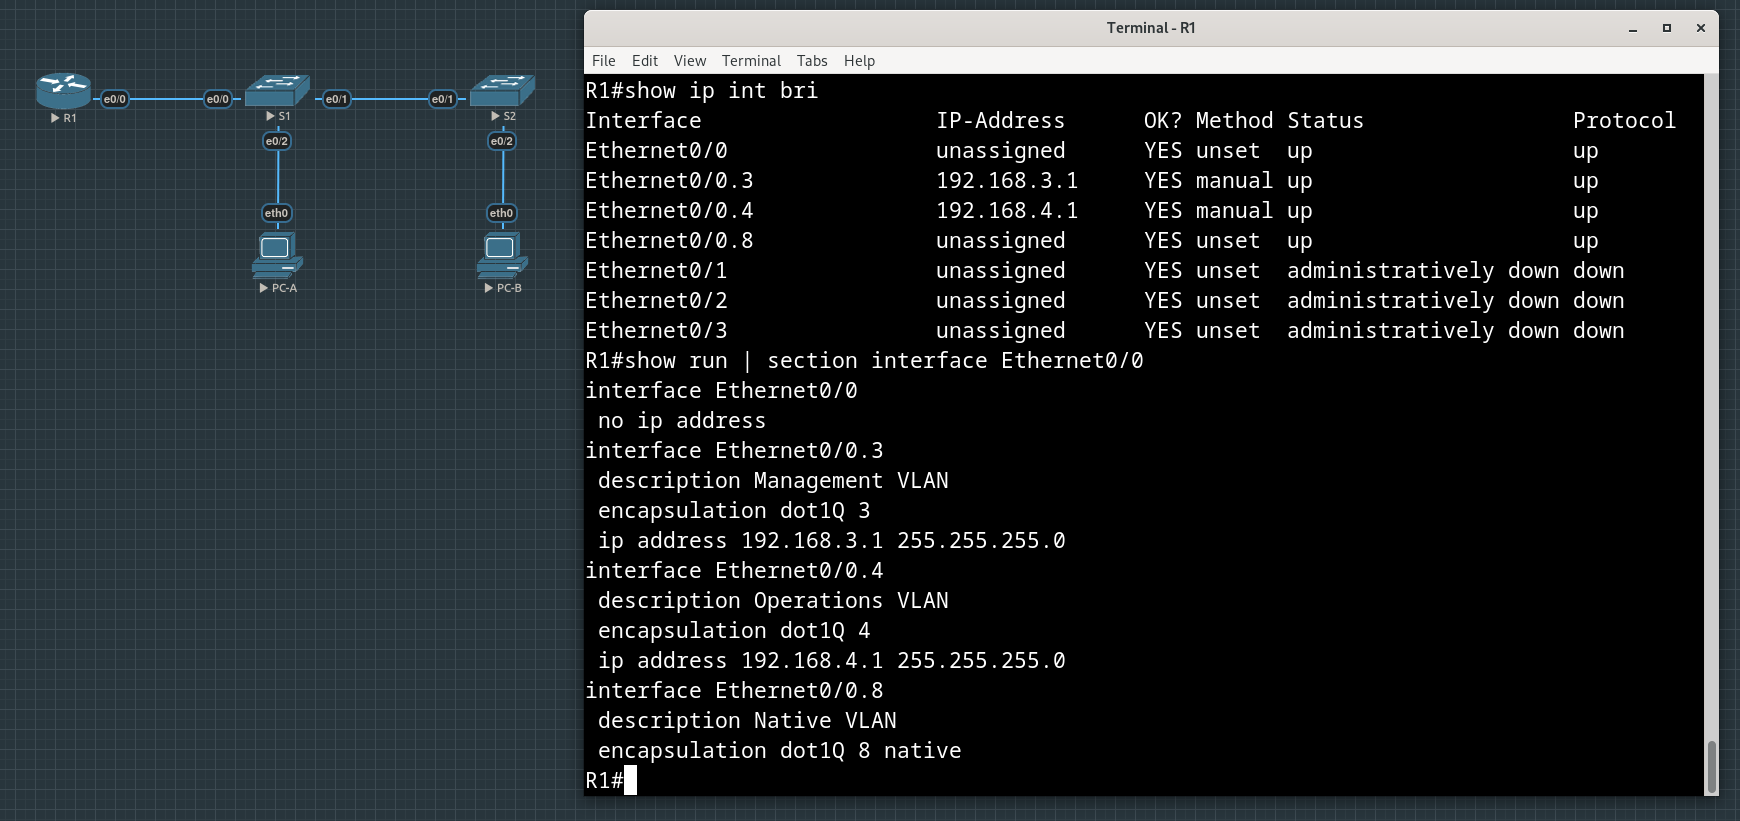 R1
e0/0
e0/0
S1
e0/1
e0/1
S2
e0/2
e0/2
eth0
eth0
PC-A
PC-B
Terminal - R1
File Edit View Terminal Tabs Help
R1#show ip int bri
Interface                  IP-Address      OK? Method Status                Protocol
Ethernet0/0                unassigned      YES unset  up                    up
Ethernet0/0.3              192.168.3.1     YES manual up                    up
Ethernet0/0.4              192.168.4.1     YES manual up                    up
Ethernet0/0.8              unassigned      YES unset  up                    up
Ethernet0/1                unassigned      YES unset  administratively down down
Ethernet0/2                unassigned      YES unset  administratively down down
Ethernet0/3                unassigned      YES unset  administratively down down
R1#show run | section interface Ethernet0/0
interface Ethernet0/0
 no ip address
interface Ethernet0/0.3
 description Management VLAN
 encapsulation dot1Q 3
 ip address 192.168.3.1 255.255.255.0
interface Ethernet0/0.4
 description Operations VLAN
 encapsulation dot1Q 4
 ip address 192.168.4.1 255.255.255.0
interface Ethernet0/0.8
 description Native VLAN
 encapsulation dot1Q 8 native
R1#